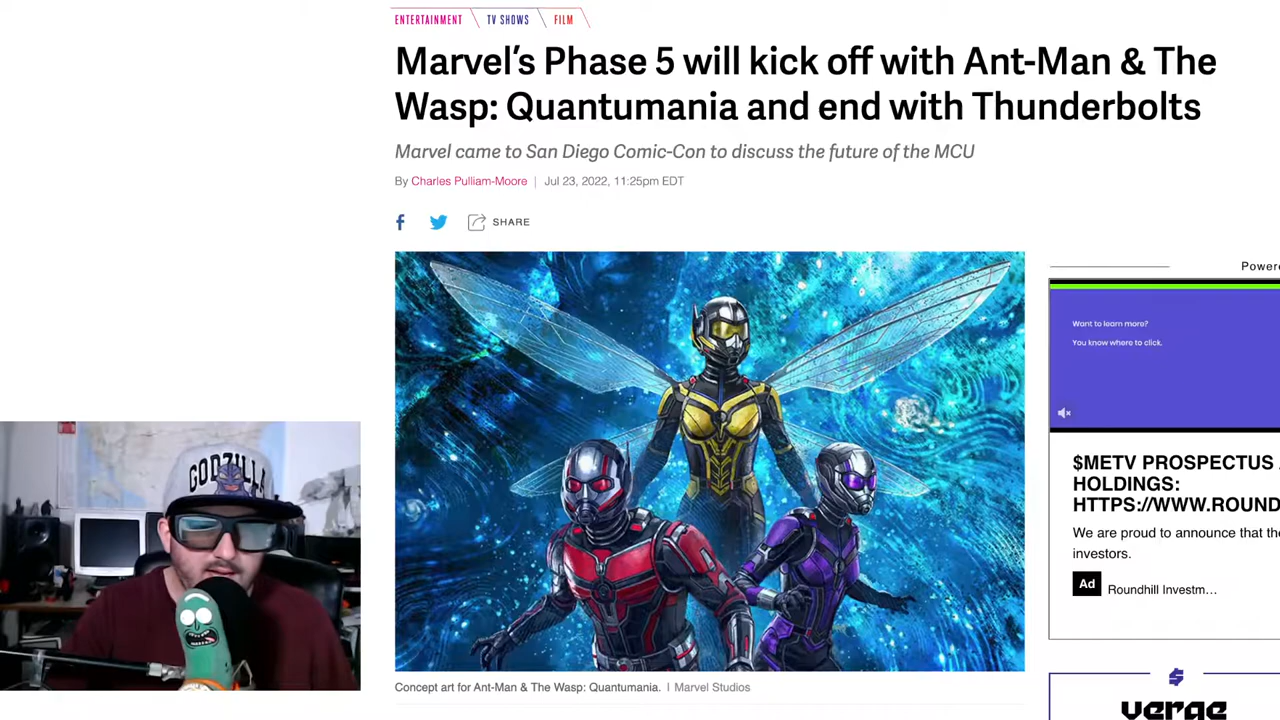 ENTERTAINMENT TV SHOWS FILM
Marvel's Phase 5 will kick off with Ant-Man & The
Wasp: Quantumania and end with Thunderbolts
Marvel came to San Diego Comic-Con to discuss the future of the MCU
By Charles Pulliam-Moore | Jul 23, 2022, 11:25pm EDT
SHARE
Powere
Want to learn more?
You know where to click.
$METV PROSPECTUS
HOLDINGS:
HTTPS://WWW.ROUND
We are proud to announce that the
investors.
Ad Roundhill Investm...
GODZILLA
Concept art for Ant-Man & The Wasp: Quantumania. | Marvel Studios
verge